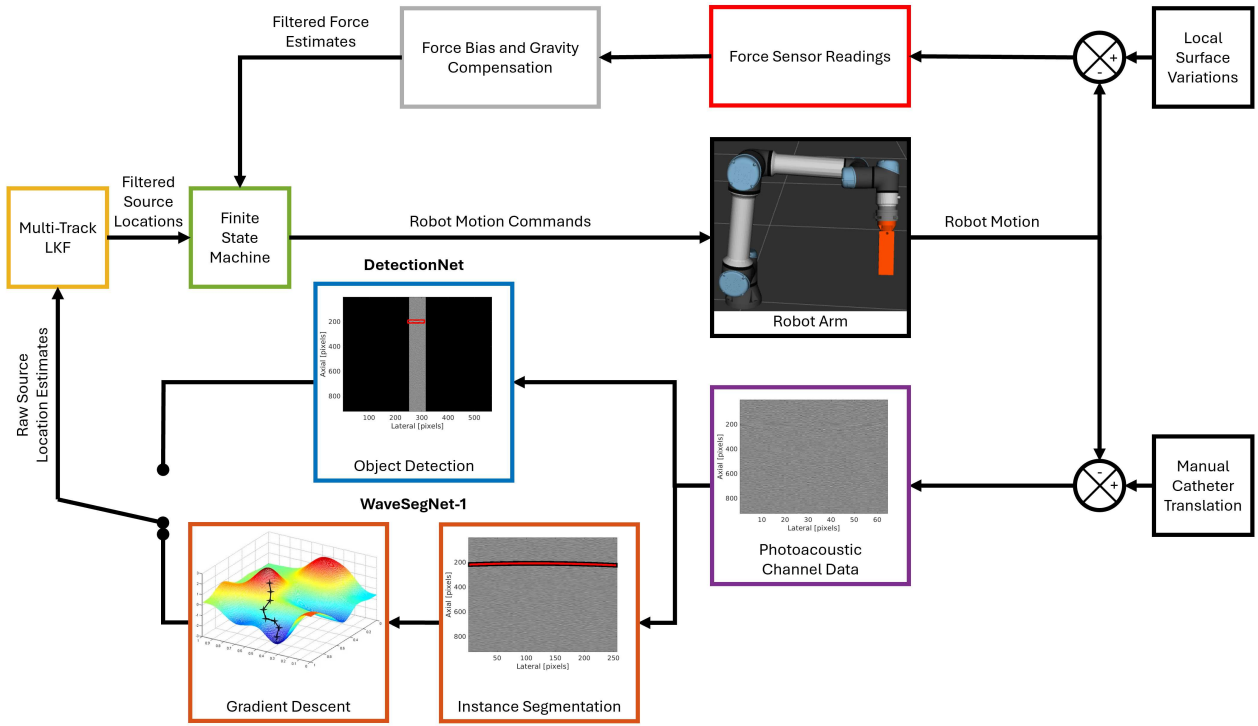 Filtered Force
Estimates
Force Bias and Gravity
Compensation
Force Sensor Readings
+
-
Local
Surface
Variations
Multi-Track
LKF
Filtered
Source
Locations
Finite
State
Machine
Robot Motion Commands
Robot Arm
Robot Motion
DetectionNet
Axial [pixels]
200
400
600
800
100
200
300
400
500
Lateral [pixels]
Object Detection
Raw Source
Location Estimates
Axial [pixels]
200
400
600
800
10
20
30
40
50
60
Lateral [pixels]
Photoacoustic
Channel Data
-
+
Manual
Catheter
Translation
WaveSegNet-1
Gradient Descent
Axial [pixels]
200
400
600
800
50
100
150
200
250
Lateral [pixels]
Instance Segmentation